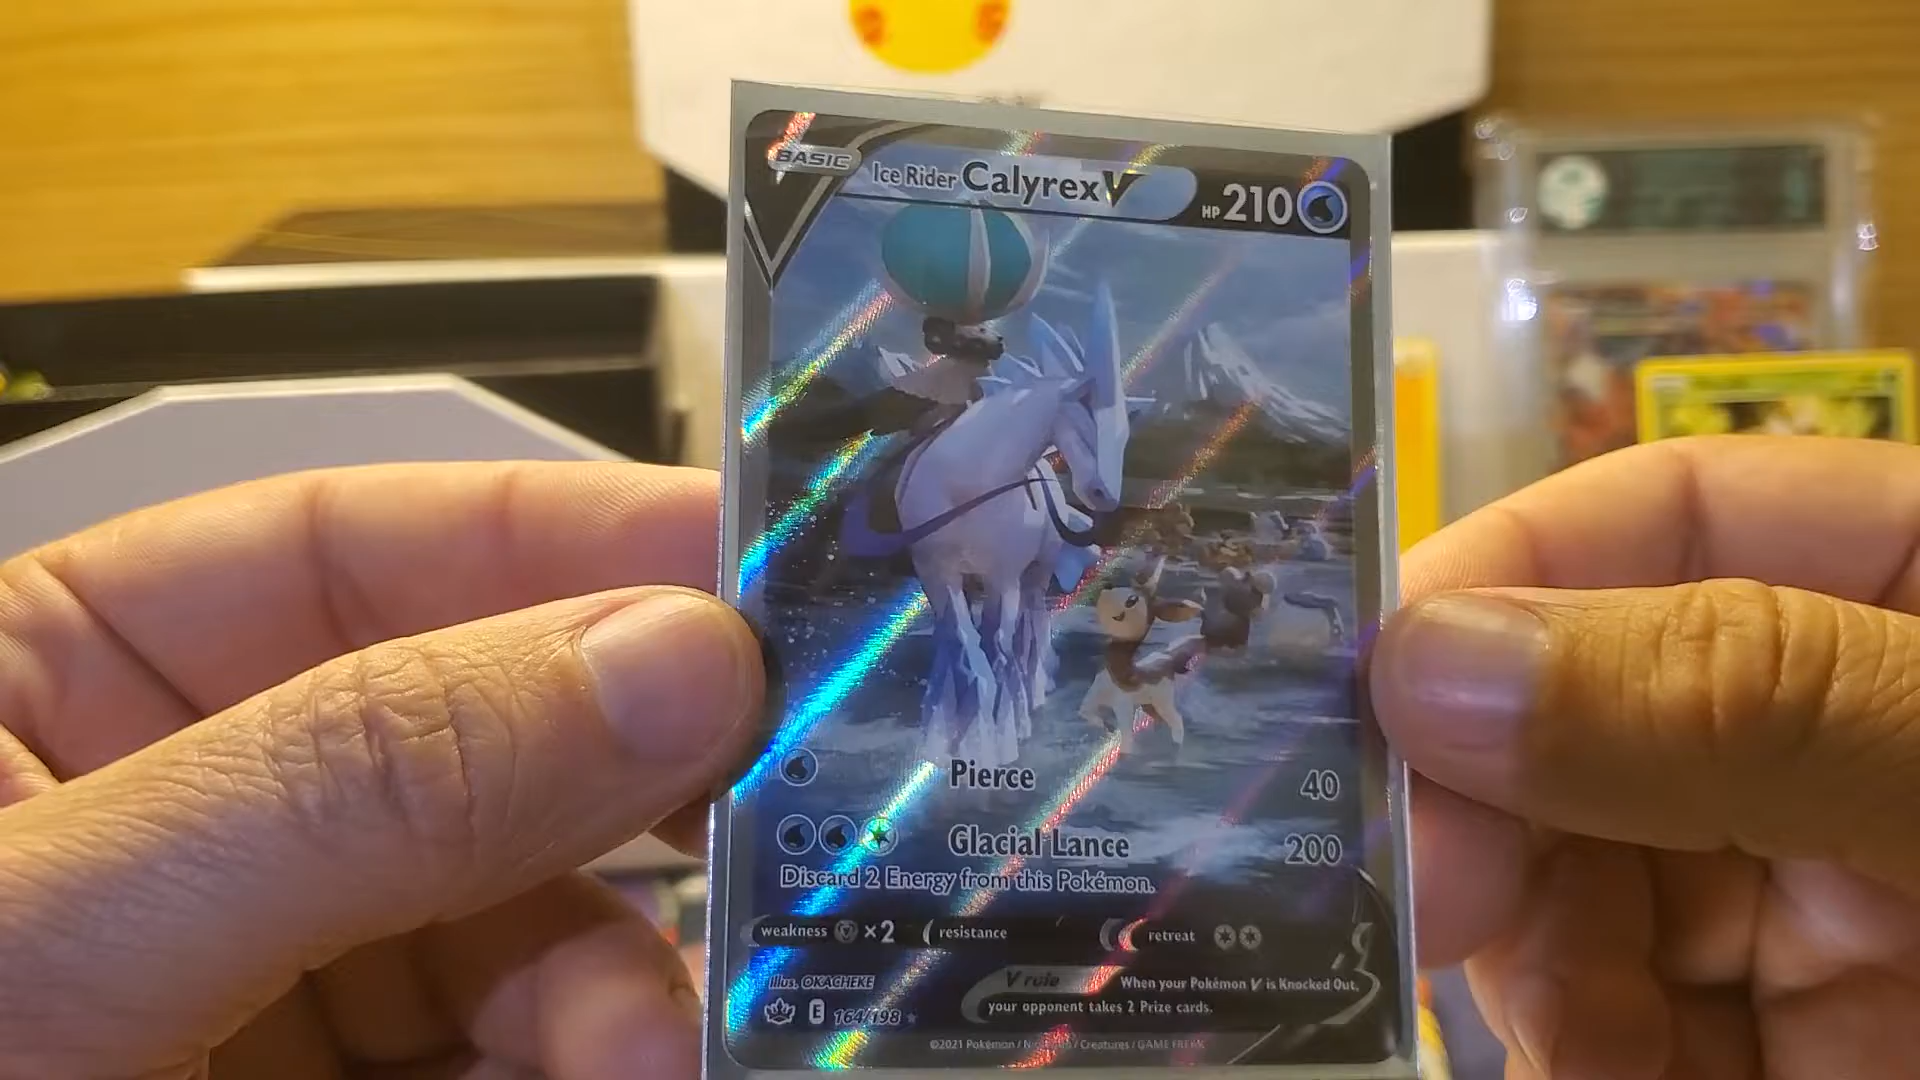 BASIC
Ice Rider Calyrex V HP 210
Pierce 40
Glacial Lance 200
Discard 2 Energy from this Pokémon.
weakness ×2 resistance retreat
Illus. OKACHEKE
V rule When your Pokémon V is Knocked Out,
your opponent takes 2 Prize cards.
E 164/198
©2021 Pokémon / Nintendo / Creatures / GAME FREAK